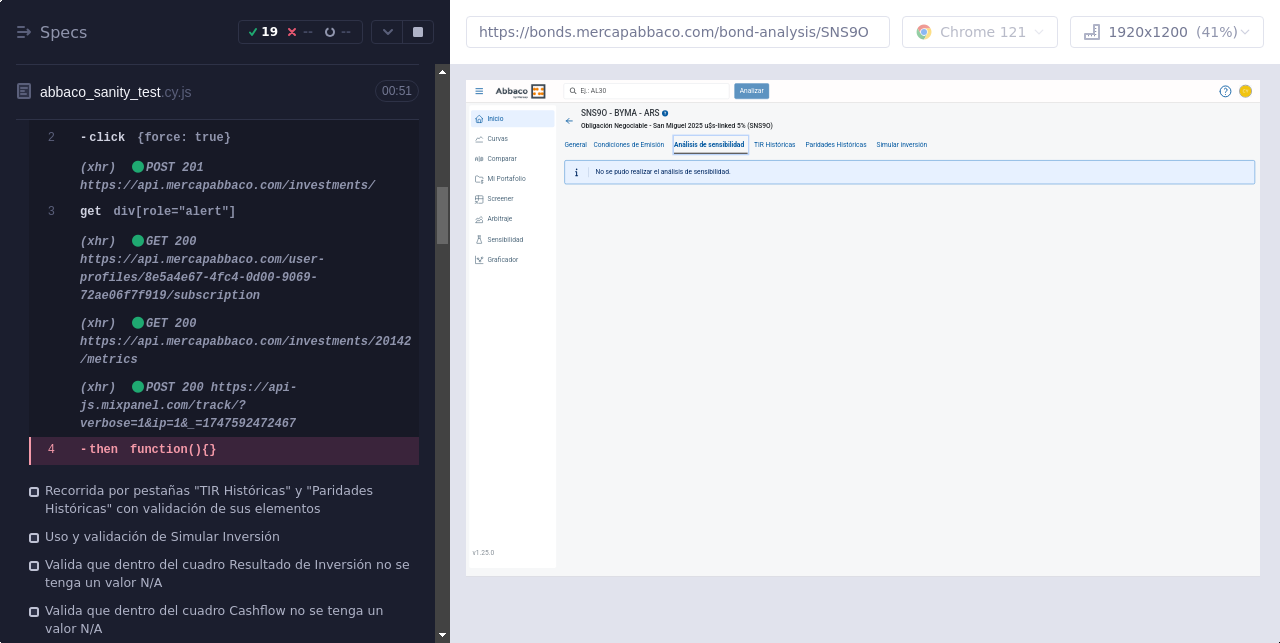 Specs
19 -- --
abbaco_sanity_test.cy.js 00:51
2 -click {force: true}
(xhr) POST 201
https://api.mercapabbaco.com/investments/
3 get div[role="alert"]
(xhr) GET 200
https://api.mercapabbaco.com/user-
profiles/8e5a4e67-4fc4-0d00-9069-
72ae06f7f919/subscription
(xhr) GET 200
https://api.mercapabbaco.com/investments/20142
/metrics
(xhr) POST 200 https://api-
js.mixpanel.com/track/?
verbose=1&ip=1&_=1747592472467
4 -then function(){}
Recorrida por pestañas "TIR Históricas" y "Paridades
Históricas" con validación de sus elementos
Uso y validación de Simular Inversión
Valida que dentro del cuadro Resultado de Inversión no se
tenga un valor N/A
Valida que dentro del cuadro Cashflow no se tenga un
valor N/A
https://bonds.mercapabbaco.com/bond-analysis/SNS9O
Chrome 121
1920x1200 (41%)
Abbaco
Ej.: AL30
Analizar
Inicio
Curvas
Comparar
Mi Portafolio
Screener
Arbitraje
Sensibilidad
Graficador
v1.25.0
SNS9O - BYMA - ARS
Obligación Negociable - San Miguel 2025 u$s-linked 5% (SNS9O)
General Condiciones de Emisión Análisis de sensibilidad TIR Históricas Paridades Históricas Simular inversión
No se pudo realizar el análisis de sensibilidad.